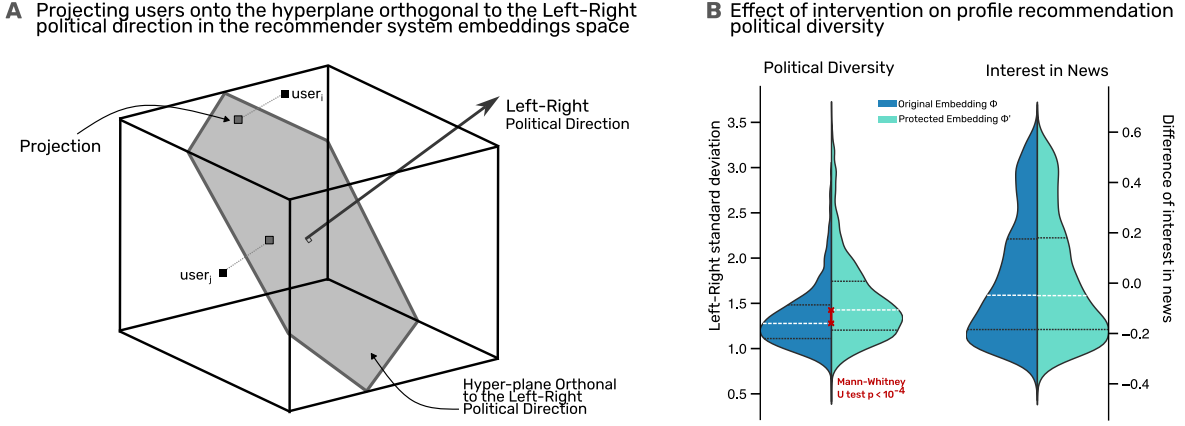 A Projecting users onto the hyperplane orthogonal to the Left-Right
political direction in the recommender system embeddings space
user_i
Left-Right
Political Direction
Projection
user_j
Hyper-plane Orthonal
to the Left-Right
Political Direction
B Effect of intervention on profile recommendation
political diversity
Political Diversity
Interest in News
Original Embedding Φ
Protected Embedding Φ'
Left-Right standard deviation
3.5
3.0
2.5
2.0
1.5
1.0
0.5
Mann-Whitney
U test p < 10^-4
0.6
0.4
0.2
0.0
−0.2
−0.4
Difference of interest in news